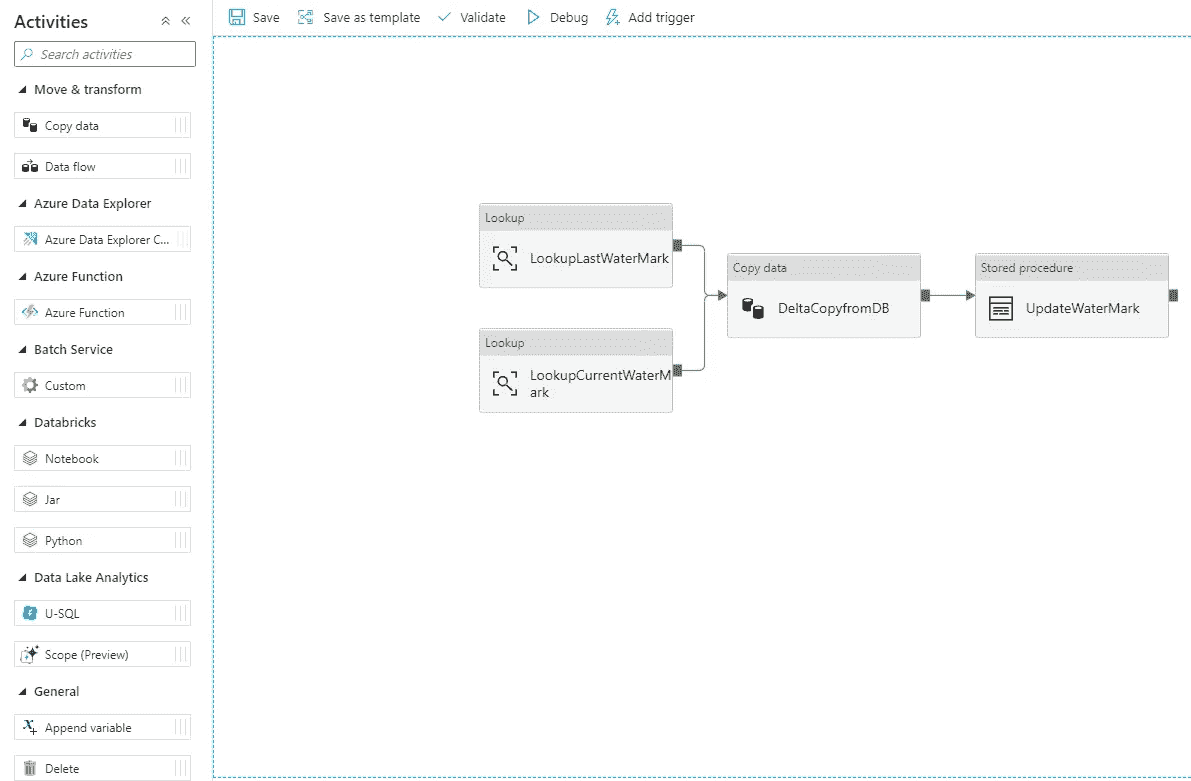 Activities
Search activities
Move & transform
Copy data
Data flow
Azure Data Explorer
Azure Data Explorer C...
Azure Function
Azure Function
Batch Service
Custom
Databricks
Notebook
Jar
Python
Data Lake Analytics
U-SQL
Scope (Preview)
General
Append variable
Delete
Save
Save as template
Validate
Debug
Add trigger
Lookup
LookupLastWaterMark
Lookup
LookupCurrentWaterM
ark
Copy data
DeltaCopyfromDB
Stored procedure
UpdateWaterMark